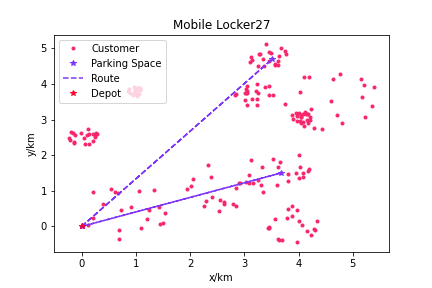 Mobile Locker27
Customer
Parking Space
Route
Depot
y/km
5
4
3
2
1
0
0 1 2 3 4 5
x/km